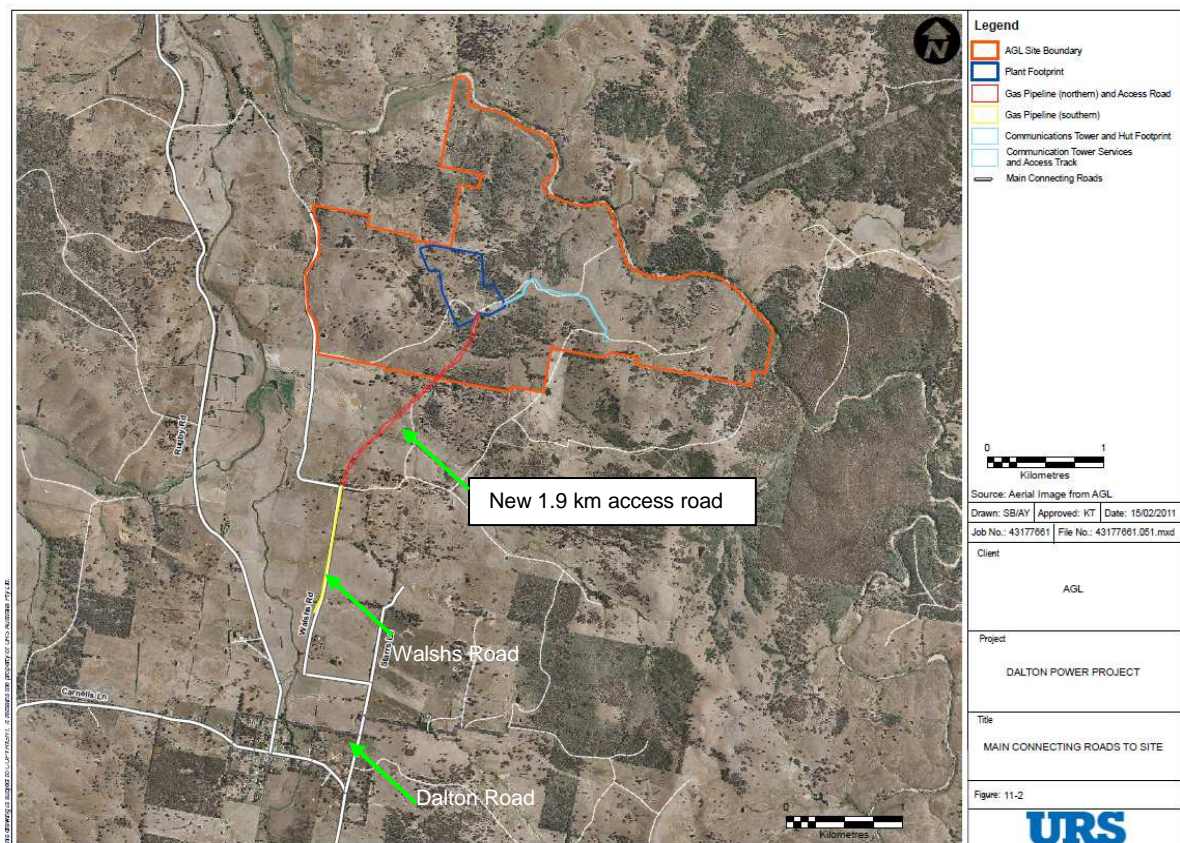 N
Rugby Rd
New 1.9 km access road
Walshs Rd
Walshs Road
Carnells Ln
Dalton Road
0
Kilometres
Legend
AGL Site Boundary
Plant Footprint
Gas Pipeline (northern) and Access Road
Gas Pipeline (southern)
Communications Tower and Hut Footprint
Communication Tower Services
and Access Track
Main Connecting Roads
0 1
Kilometres
Source: Aerial Image from AGL
Drawn: SB/AY Approved: KT Date: 15/02/2011
Job No.: 43177661 File No.: 43177661.051.mxd
Client
AGL
Project
DALTON POWER PROJECT
Title
MAIN CONNECTING ROADS TO SITE
Figure: 11-2
URS